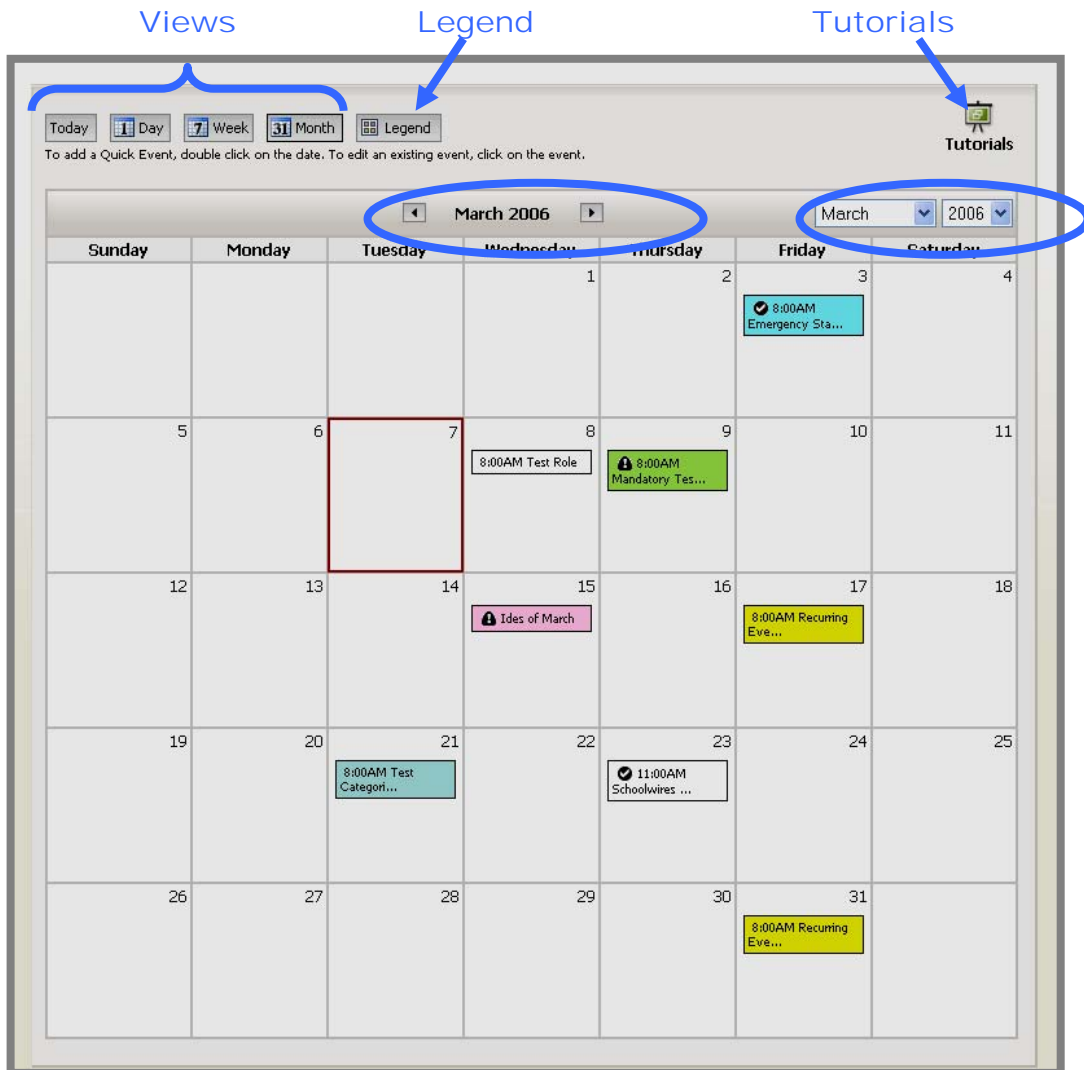 Views Legend Tutorials
Today 1 Day 7 Week 31 Month Legend
Tutorials
To add a Quick Event, double click on the date. To edit an existing event, click on the event.
March 2006 March 2006
Sunday Monday Tuesday Wednesday Thursday Friday Saturday
1 2 3 4
8:00AM
Emergency Sta...
5 6 7 8 9 10 11
8:00AM Test Role
8:00AM
Mandatory Tes...
12 13 14 15 16 17 18
Ides of March
8:00AM Recurring
Eve...
19 20 21 22 23 24 25
8:00AM Test
Categori...
11:00AM
Schoolwires ...
26 27 28 29 30 31
8:00AM Recurring
Eve...